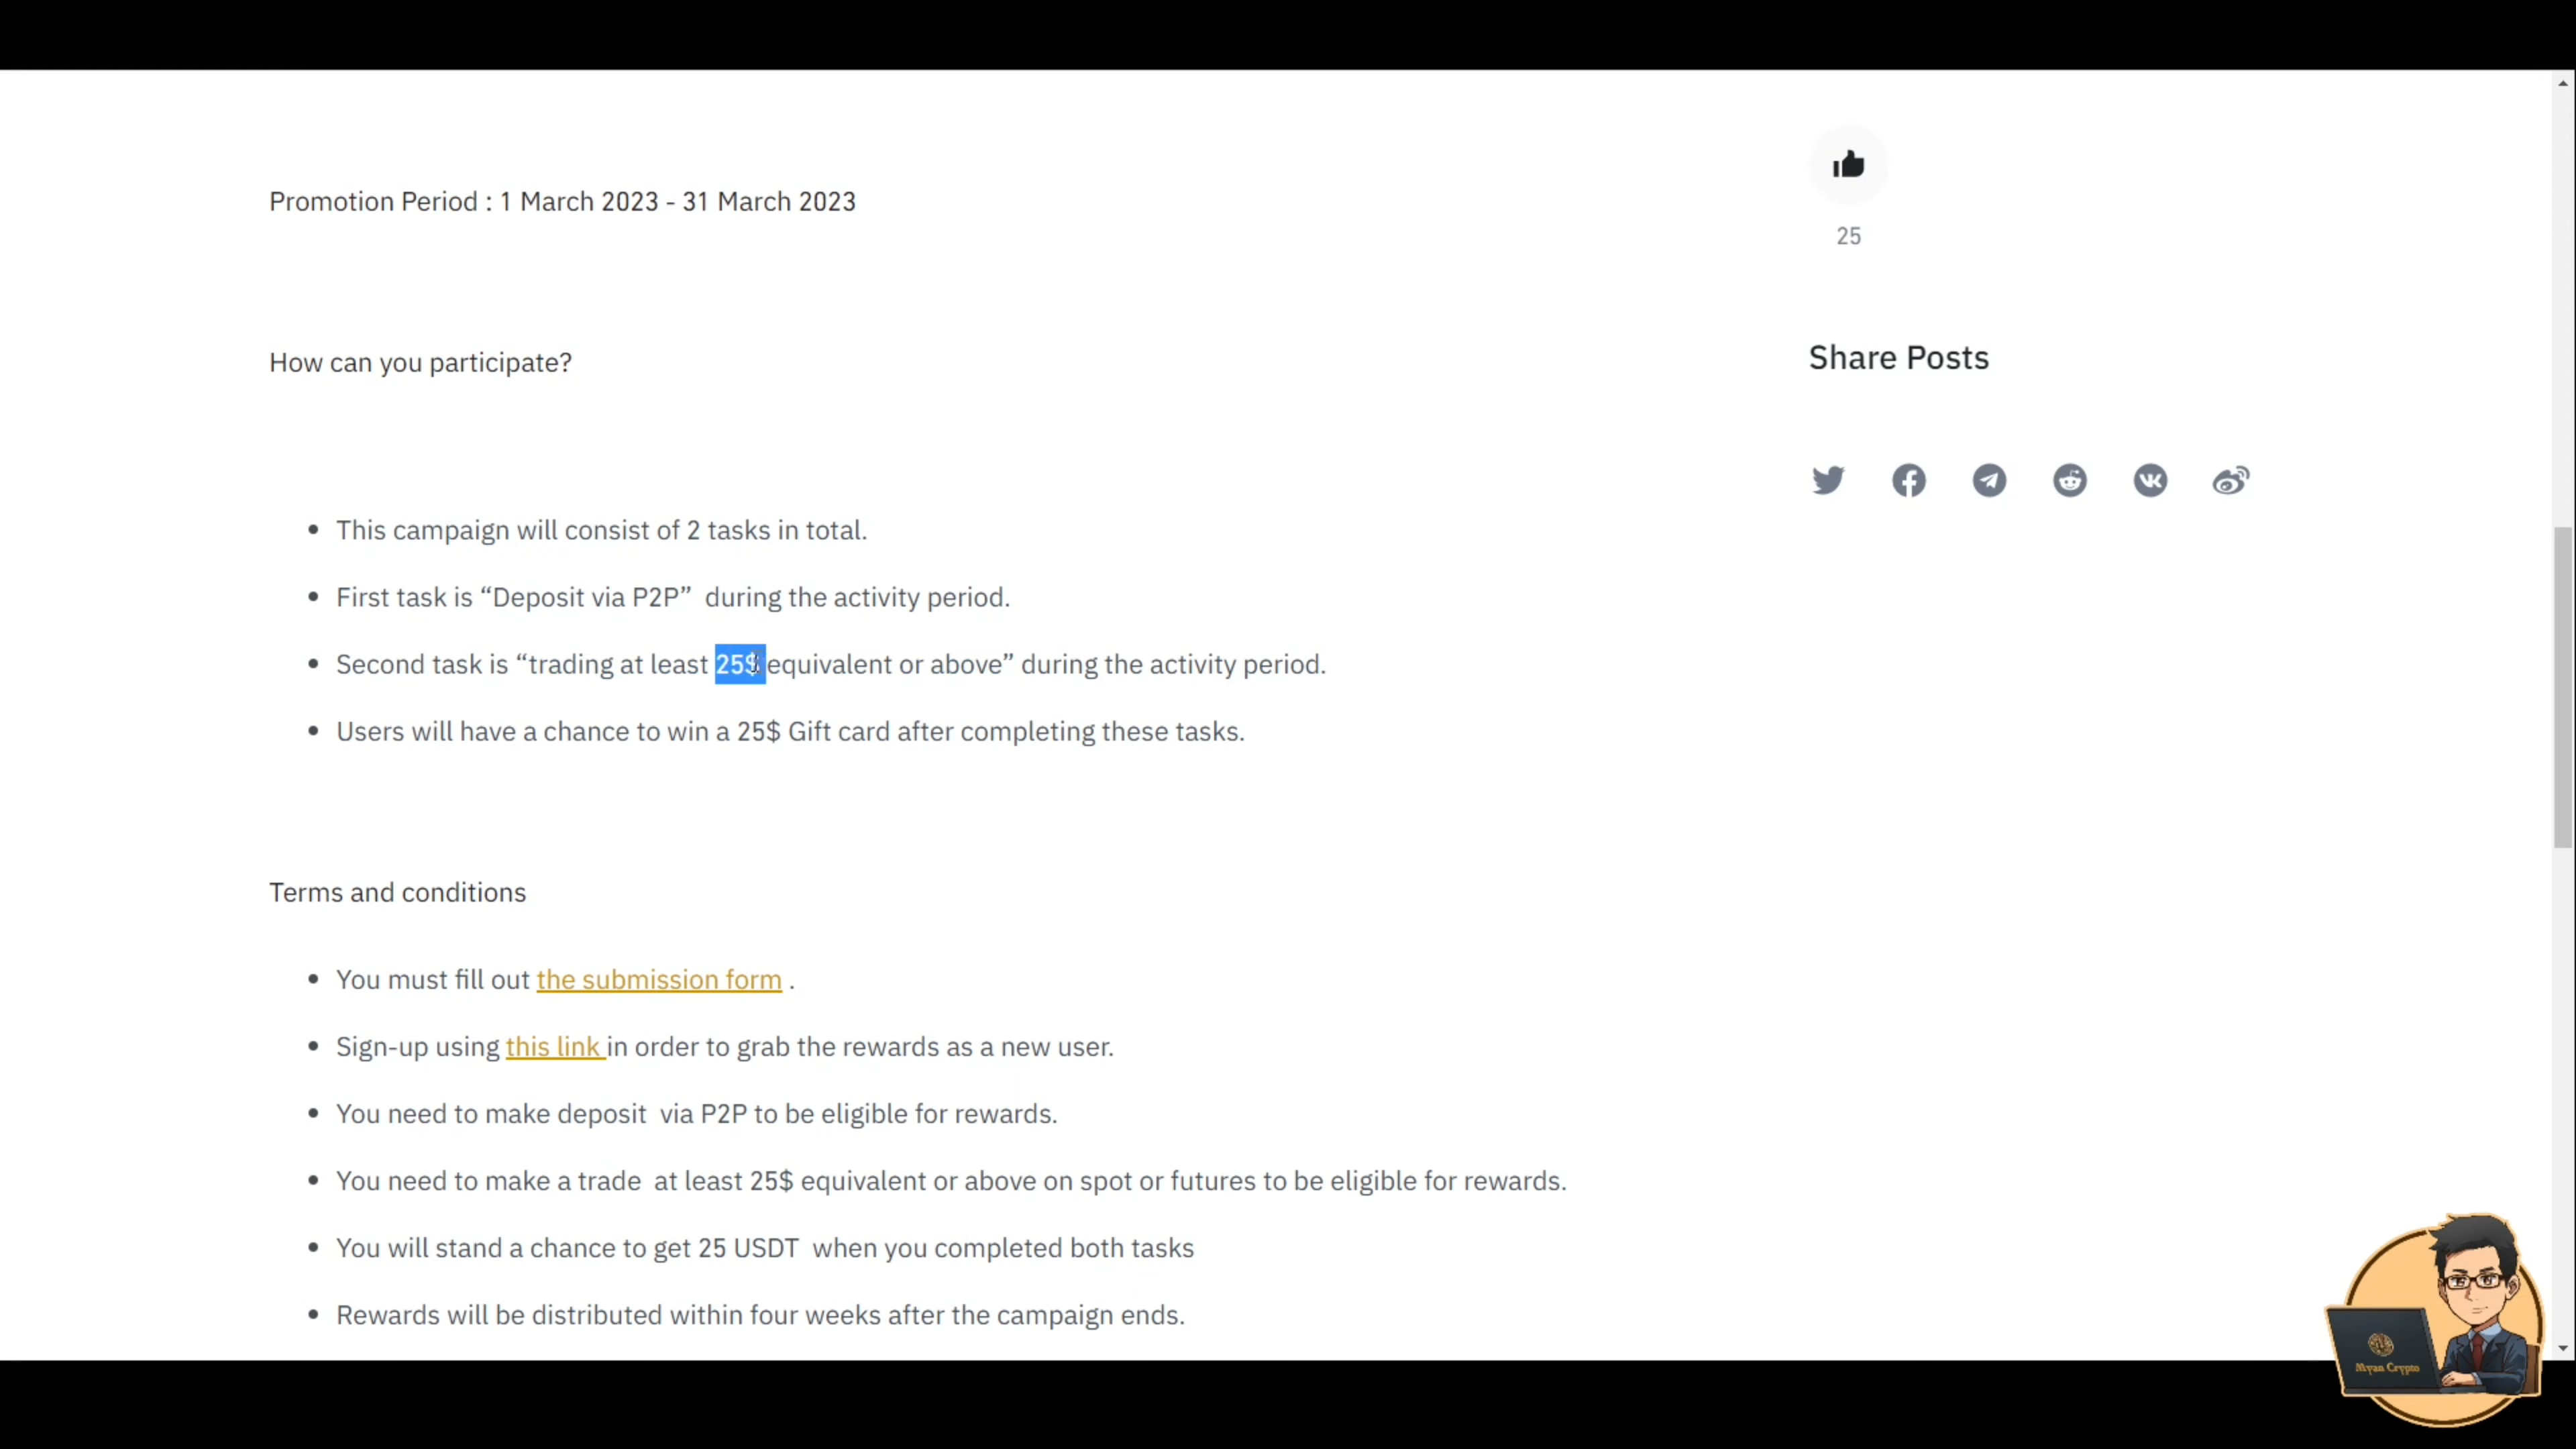 Promotion Period : 1 March 2023 - 31 March 2023
25
How can you participate?
Share Posts
This campaign will consist of 2 tasks in total.
First task is “Deposit via P2P” during the activity period.
Second task is “trading at least 25$ equivalent or above” during the activity period.
Users will have a chance to win a 25$ Gift card after completing these tasks.
Terms and conditions
You must fill out the submission form .
Sign-up using this link in order to grab the rewards as a new user.
You need to make deposit via P2P to be eligible for rewards.
You need to make a trade at least 25$ equivalent or above on spot or futures to be eligible for rewards.
You will stand a chance to get 25 USDT when you completed both tasks
Rewards will be distributed within four weeks after the campaign ends.
Myan Crypto